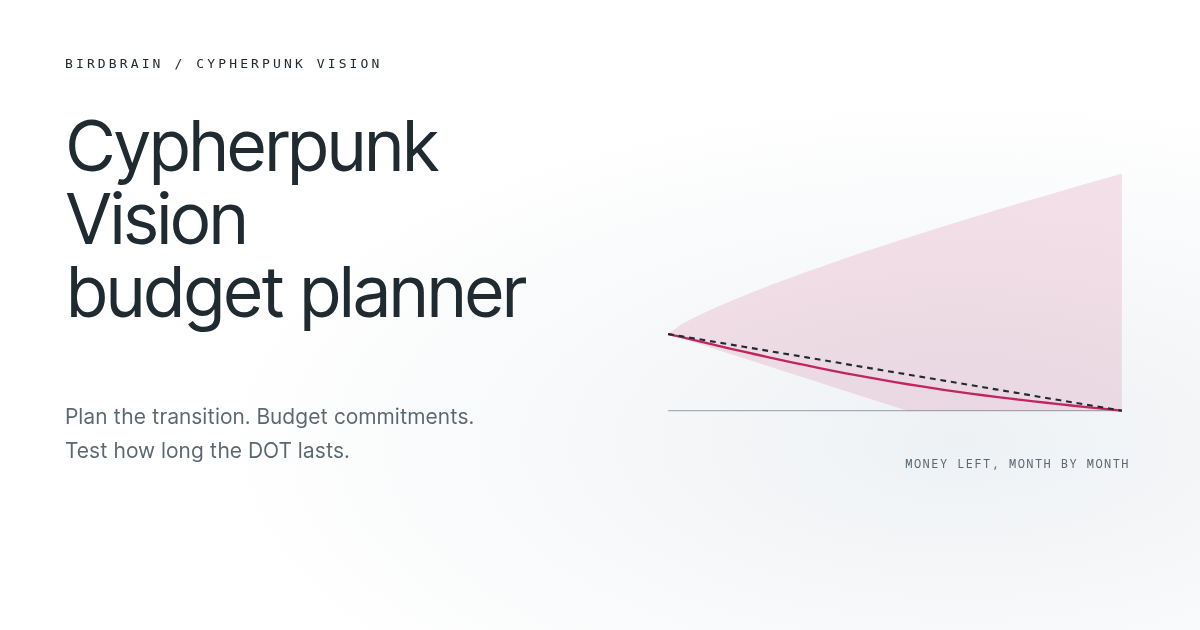 BIRDBRAIN / CYPHERPUNK VISION
Cypherpunk
Vision
budget planner
Plan the transition. Budget commitments.
Test how long the DOT lasts.
MONEY LEFT, MONTH BY MONTH